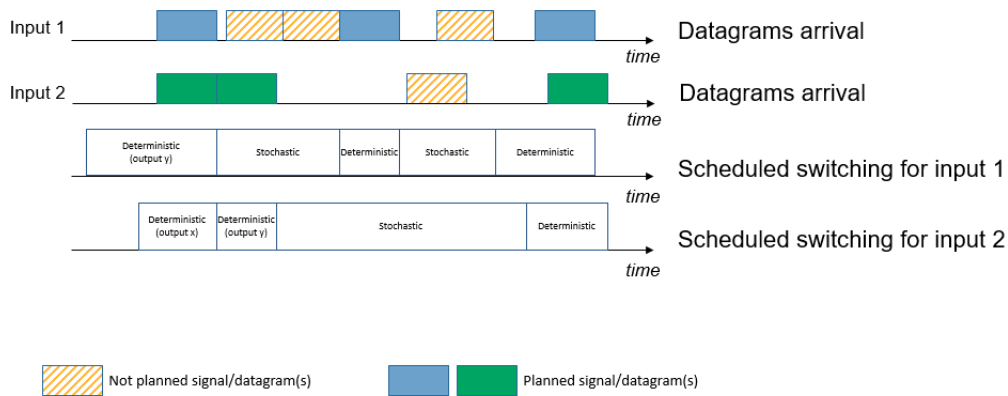 Input 1
time
Datagrams arrival
Input 2
time
Datagrams arrival
Deterministic
(output y)
Stochastic
Deterministic
Stochastic
Deterministic
time
Scheduled switching for input 1
Deterministic
(output x)
Deterministic
(output y)
Stochastic
Deterministic
time
Scheduled switching for input 2
Not planned signal/datagram(s)
Planned signal/datagram(s)